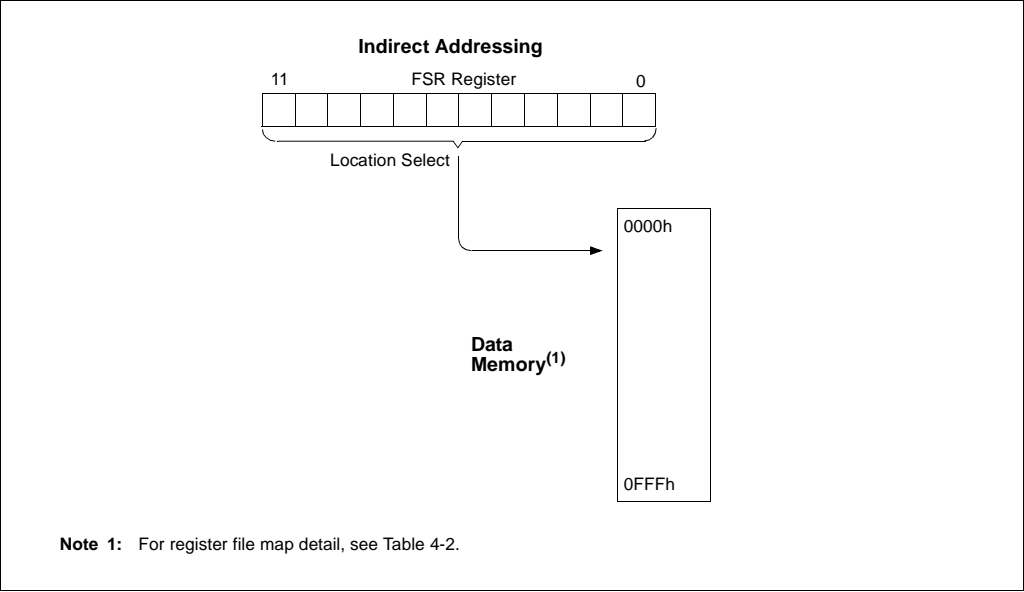 Indirect Addressing
11 FSR Register 0
Location Select
0000h
Data
Memory(1)
0FFFh
Note 1: For register file map detail, see Table 4-2.